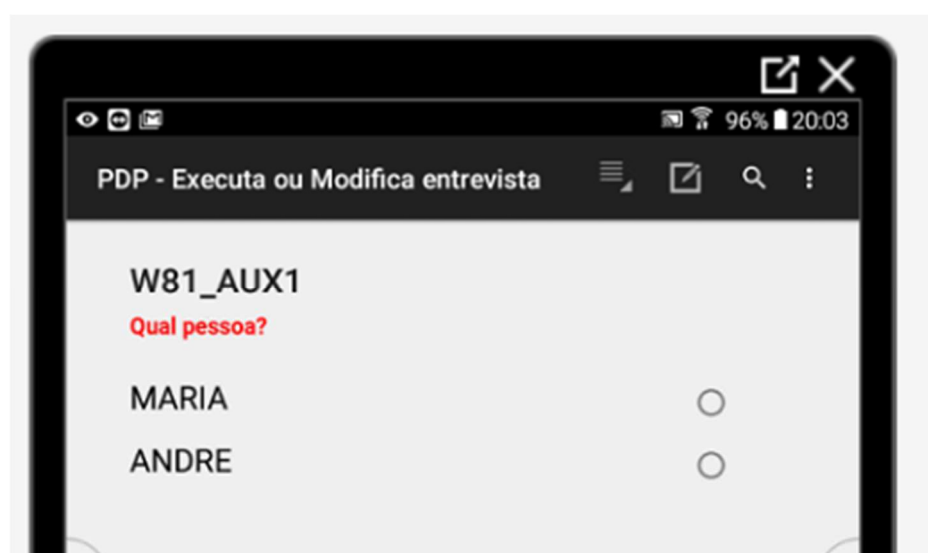 96% 20:03
PDP - Executa ou Modifica entrevista
W81_AUX1
Qual pessoa?
MARIA
ANDRE